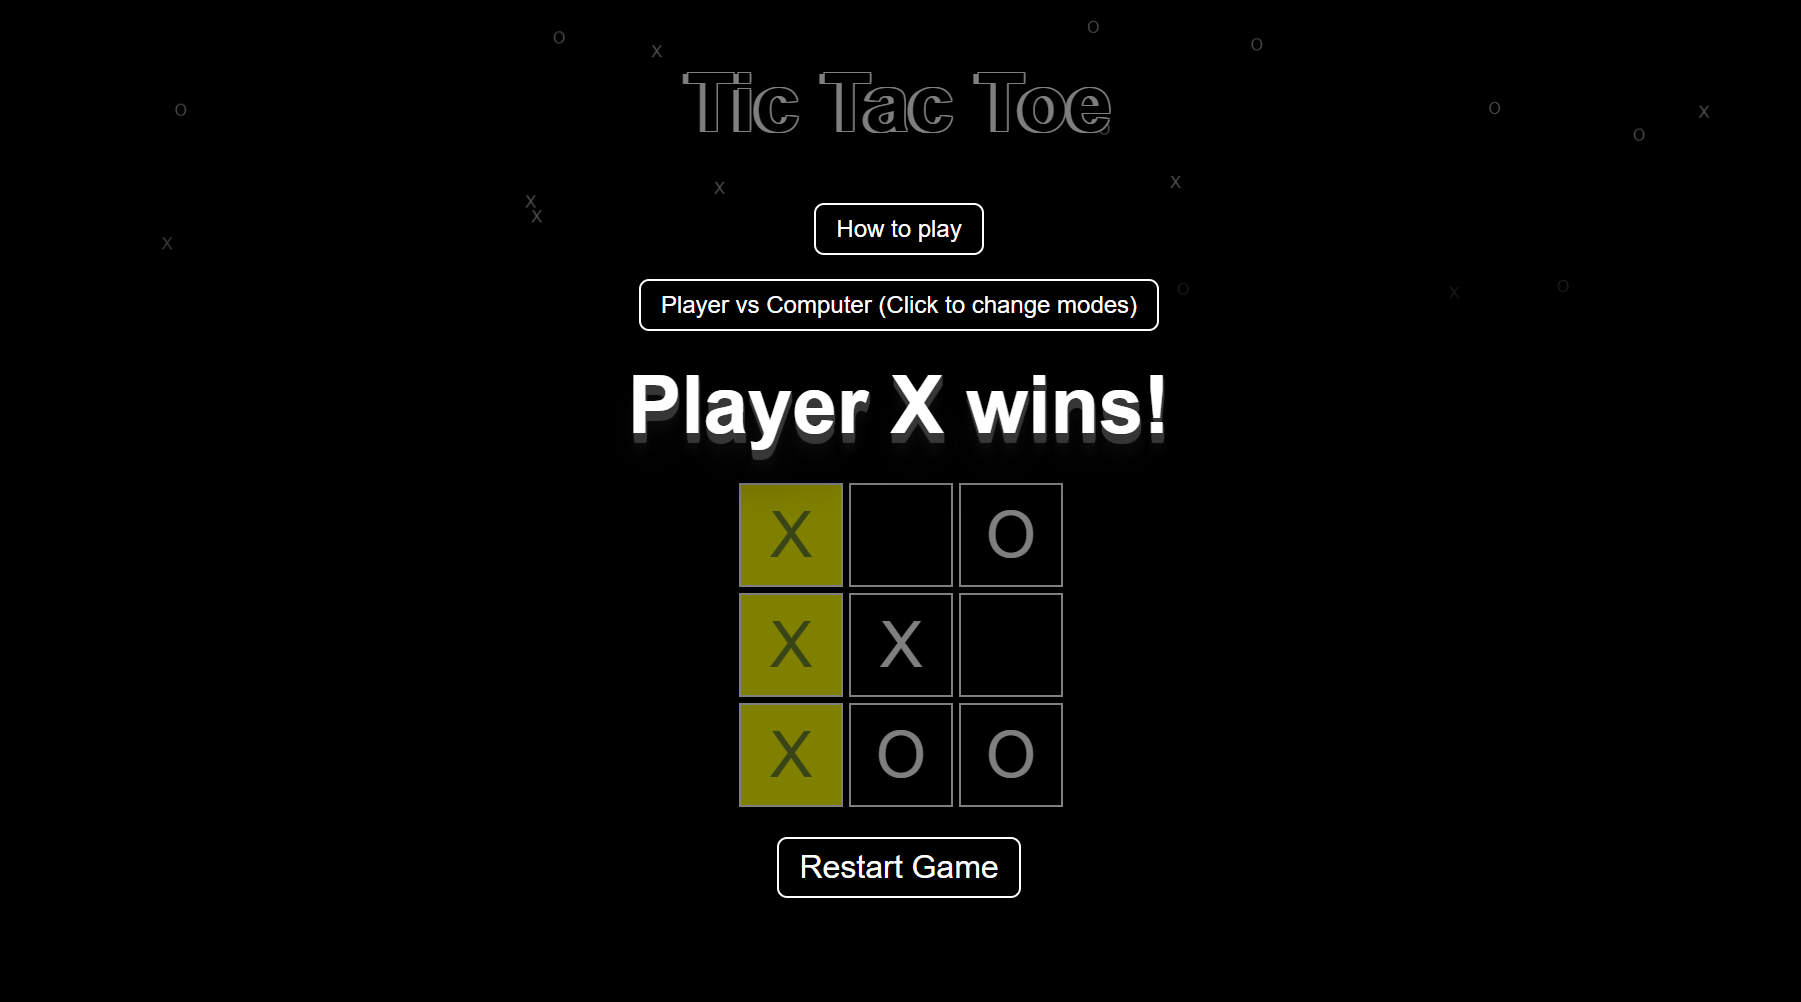 o
o
x
o
Tic Tac Toe
o
o
x
o
o
x
x
x
x
How to play
x
o
x
o
Player vs Computer (Click to change modes)
Player X wins!
X O
X X
X O O
Restart Game